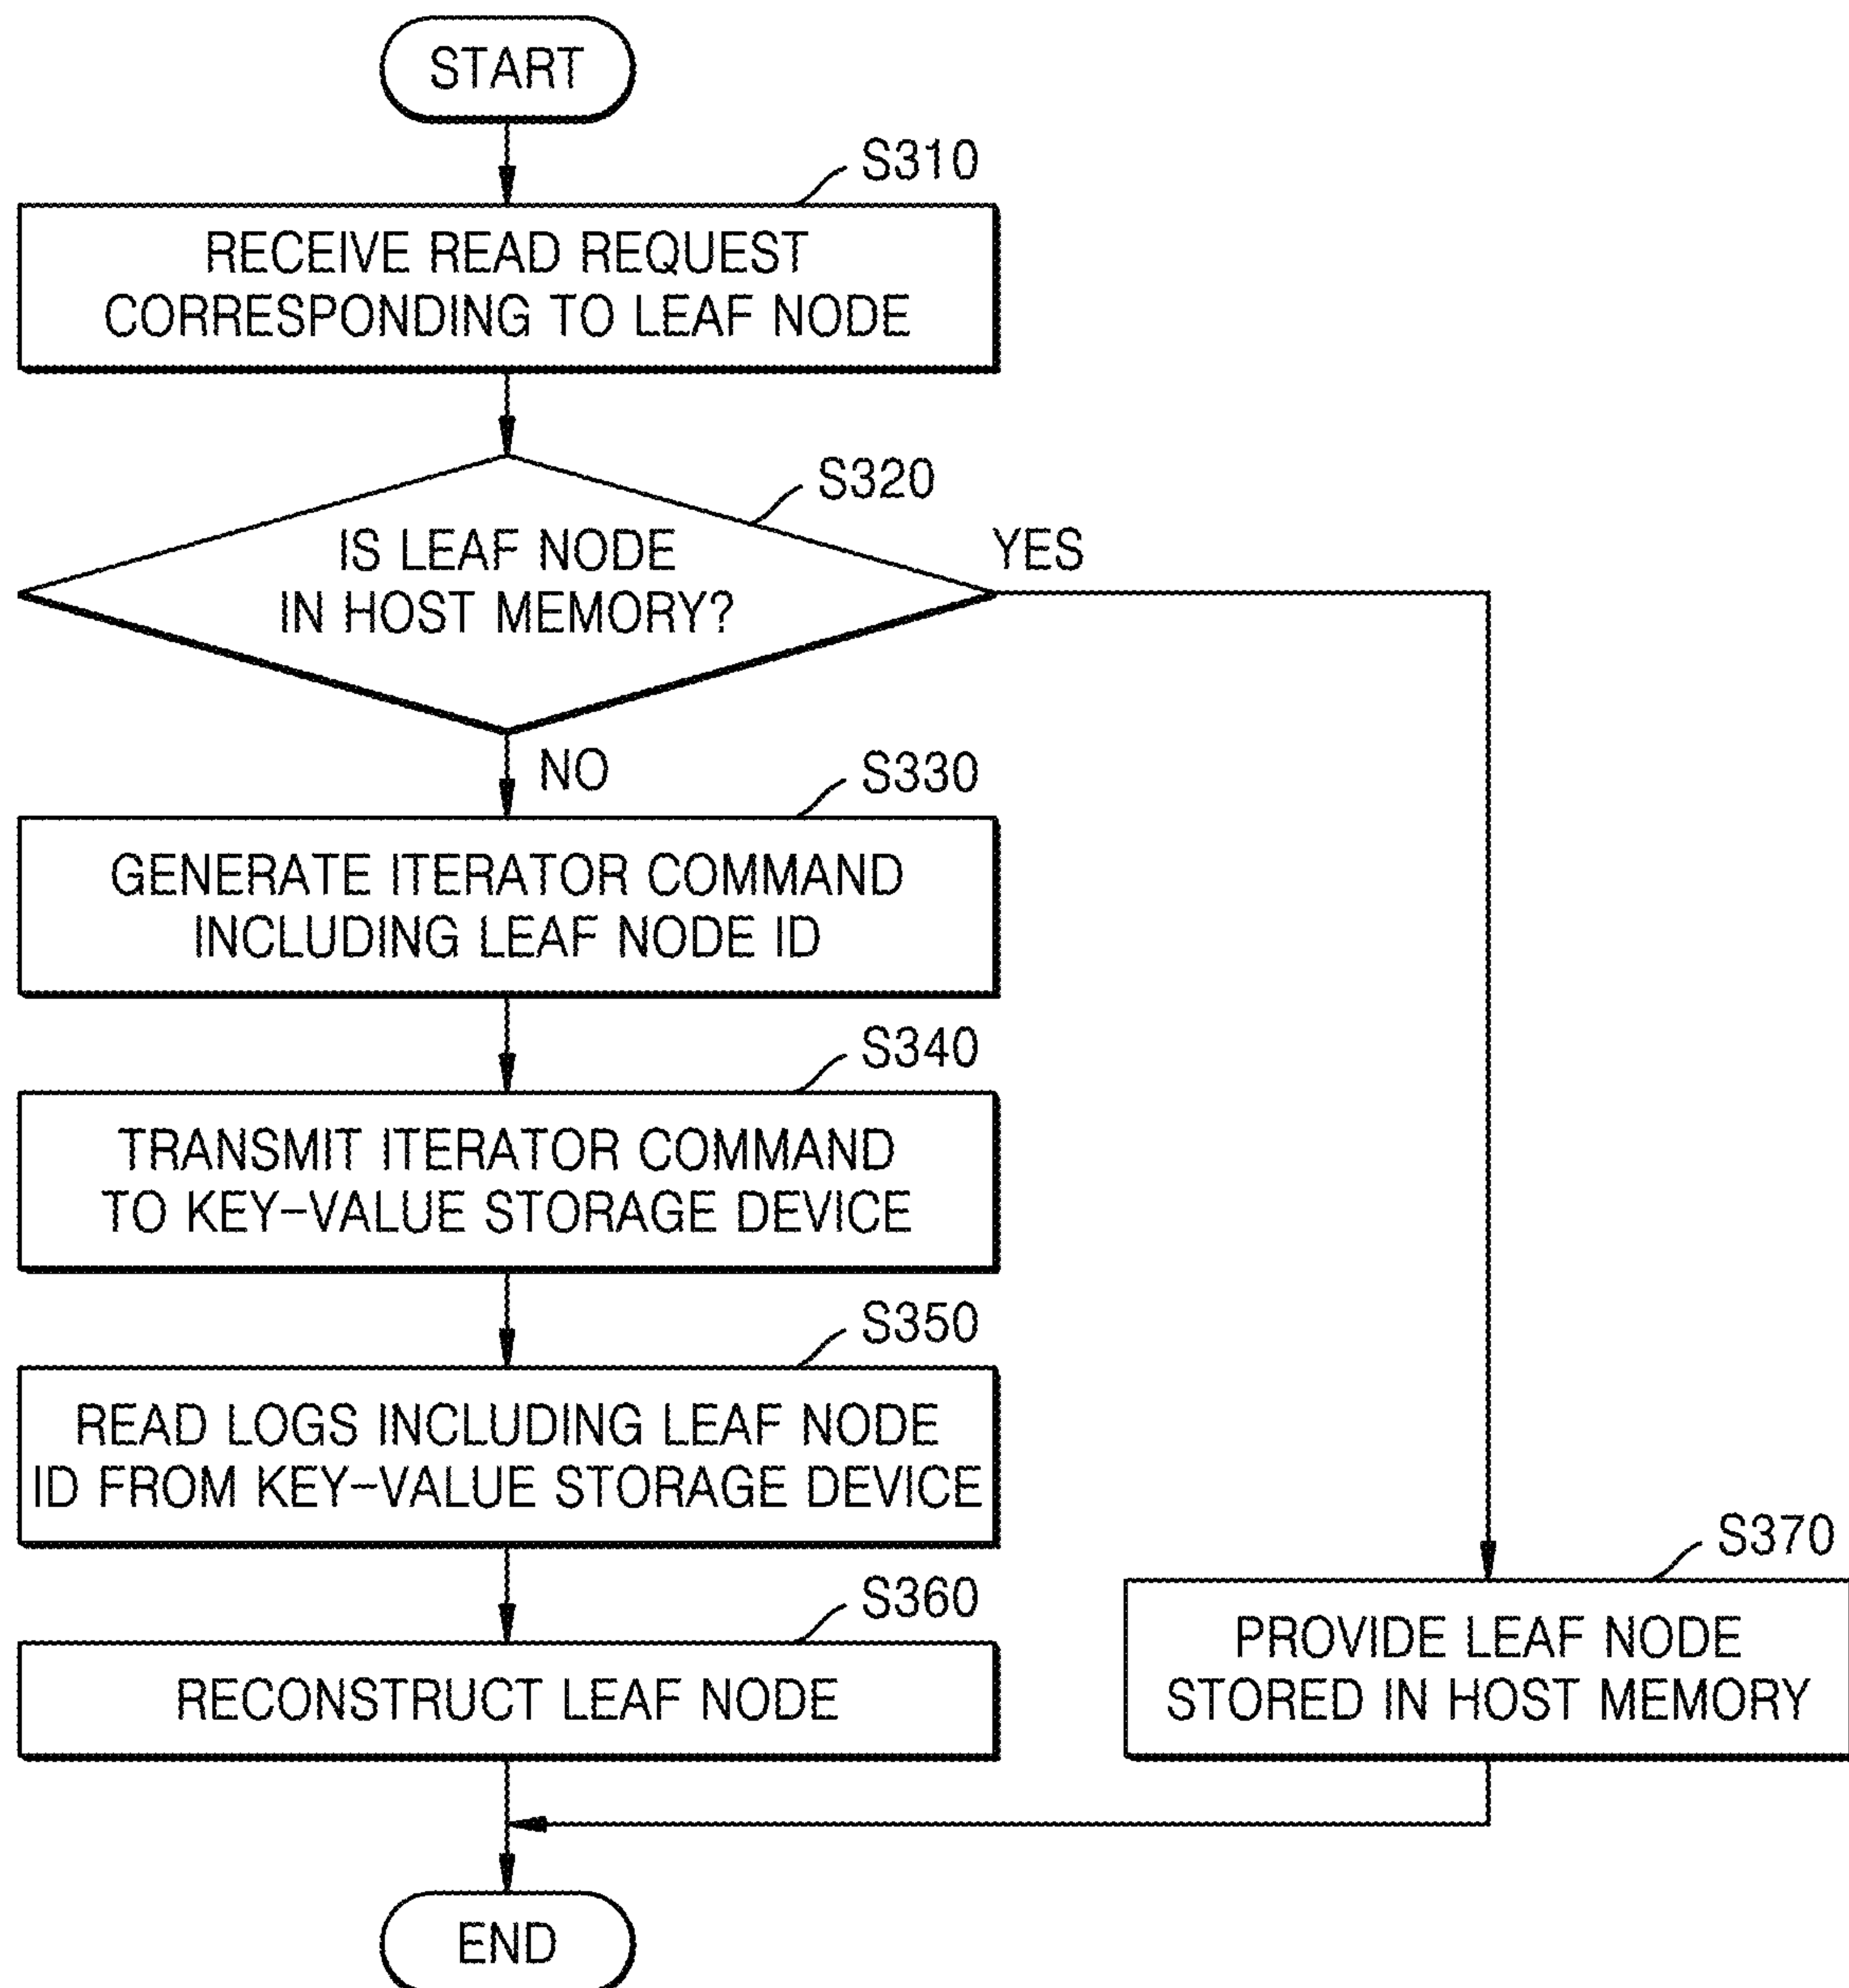 START
S310
RECEIVE READ REQUEST
CORRESPONDING TO LEAF NODE
S320
IS LEAF NODE
IN HOST MEMORY?
YES
NO
S330
GENERATE ITERATOR COMMAND
INCLUDING LEAF NODE ID
S340
TRANSMIT ITERATOR COMMAND
TO KEY-VALUE STORAGE DEVICE
S350
READ LOGS INCLUDING LEAF NODE
ID FROM KEY-VALUE STORAGE DEVICE
S360
RECONSTRUCT LEAF NODE
S370
PROVIDE LEAF NODE
STORED IN HOST MEMORY
END